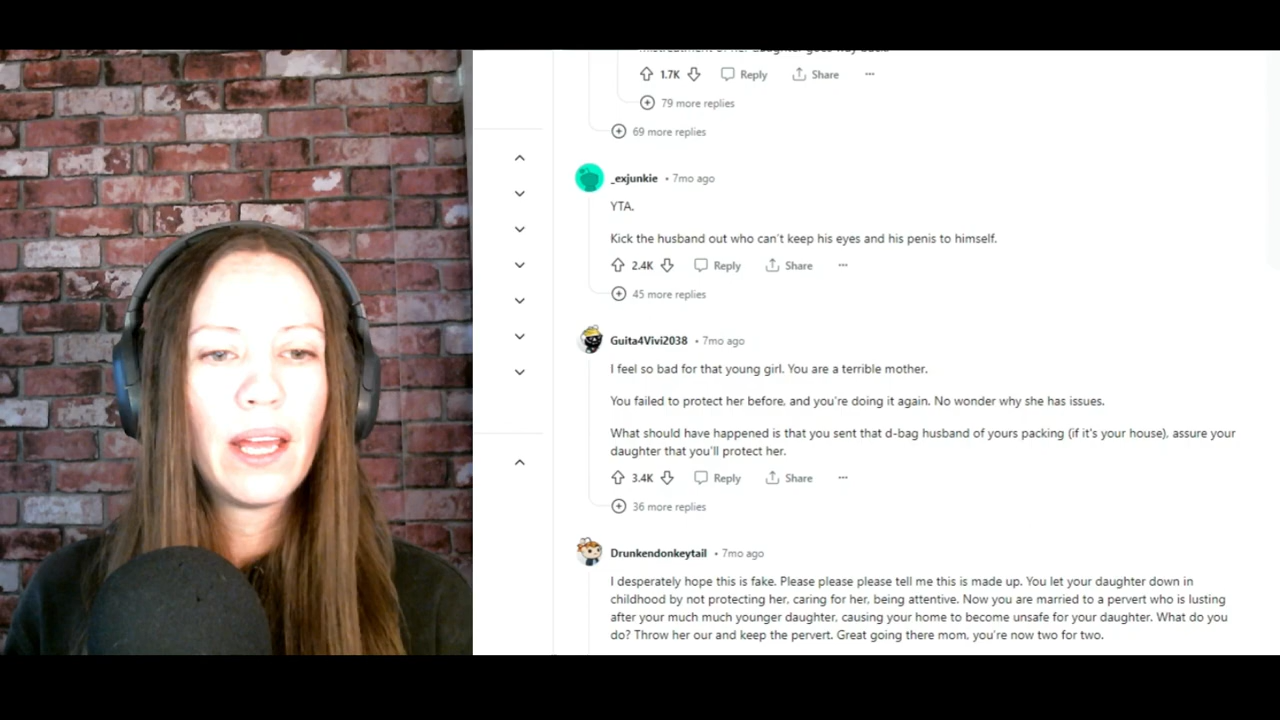 1.7K Reply Share ...
79 more replies
69 more replies
_exjunkie • 7mo ago
YTA.
Kick the husband out who can't keep his eyes and his penis to himself.
2.4K Reply Share ...
45 more replies
Guita4Vivi2038 • 7mo ago
I feel so bad for that young girl. You are a terrible mother.
You failed to protect her before, and you're doing it again. No wonder why she has issues.
What should have happened is that you sent that d-bag husband of yours packing (if it's your house), assure your
daughter that you'll protect her.
3.4K Reply Share ...
36 more replies
Drunkendonkeytail • 7mo ago
I desperately hope this is fake. Please please please tell me this is made up. You let your daughter down in
childhood by not protecting her, caring for her, being attentive. Now you are married to a pervert who is lusting
after your much much younger daughter, causing your home to become unsafe for your daughter. What do you
do? Throw her our and keep the pervert. Great going there mom, you're now two for two.